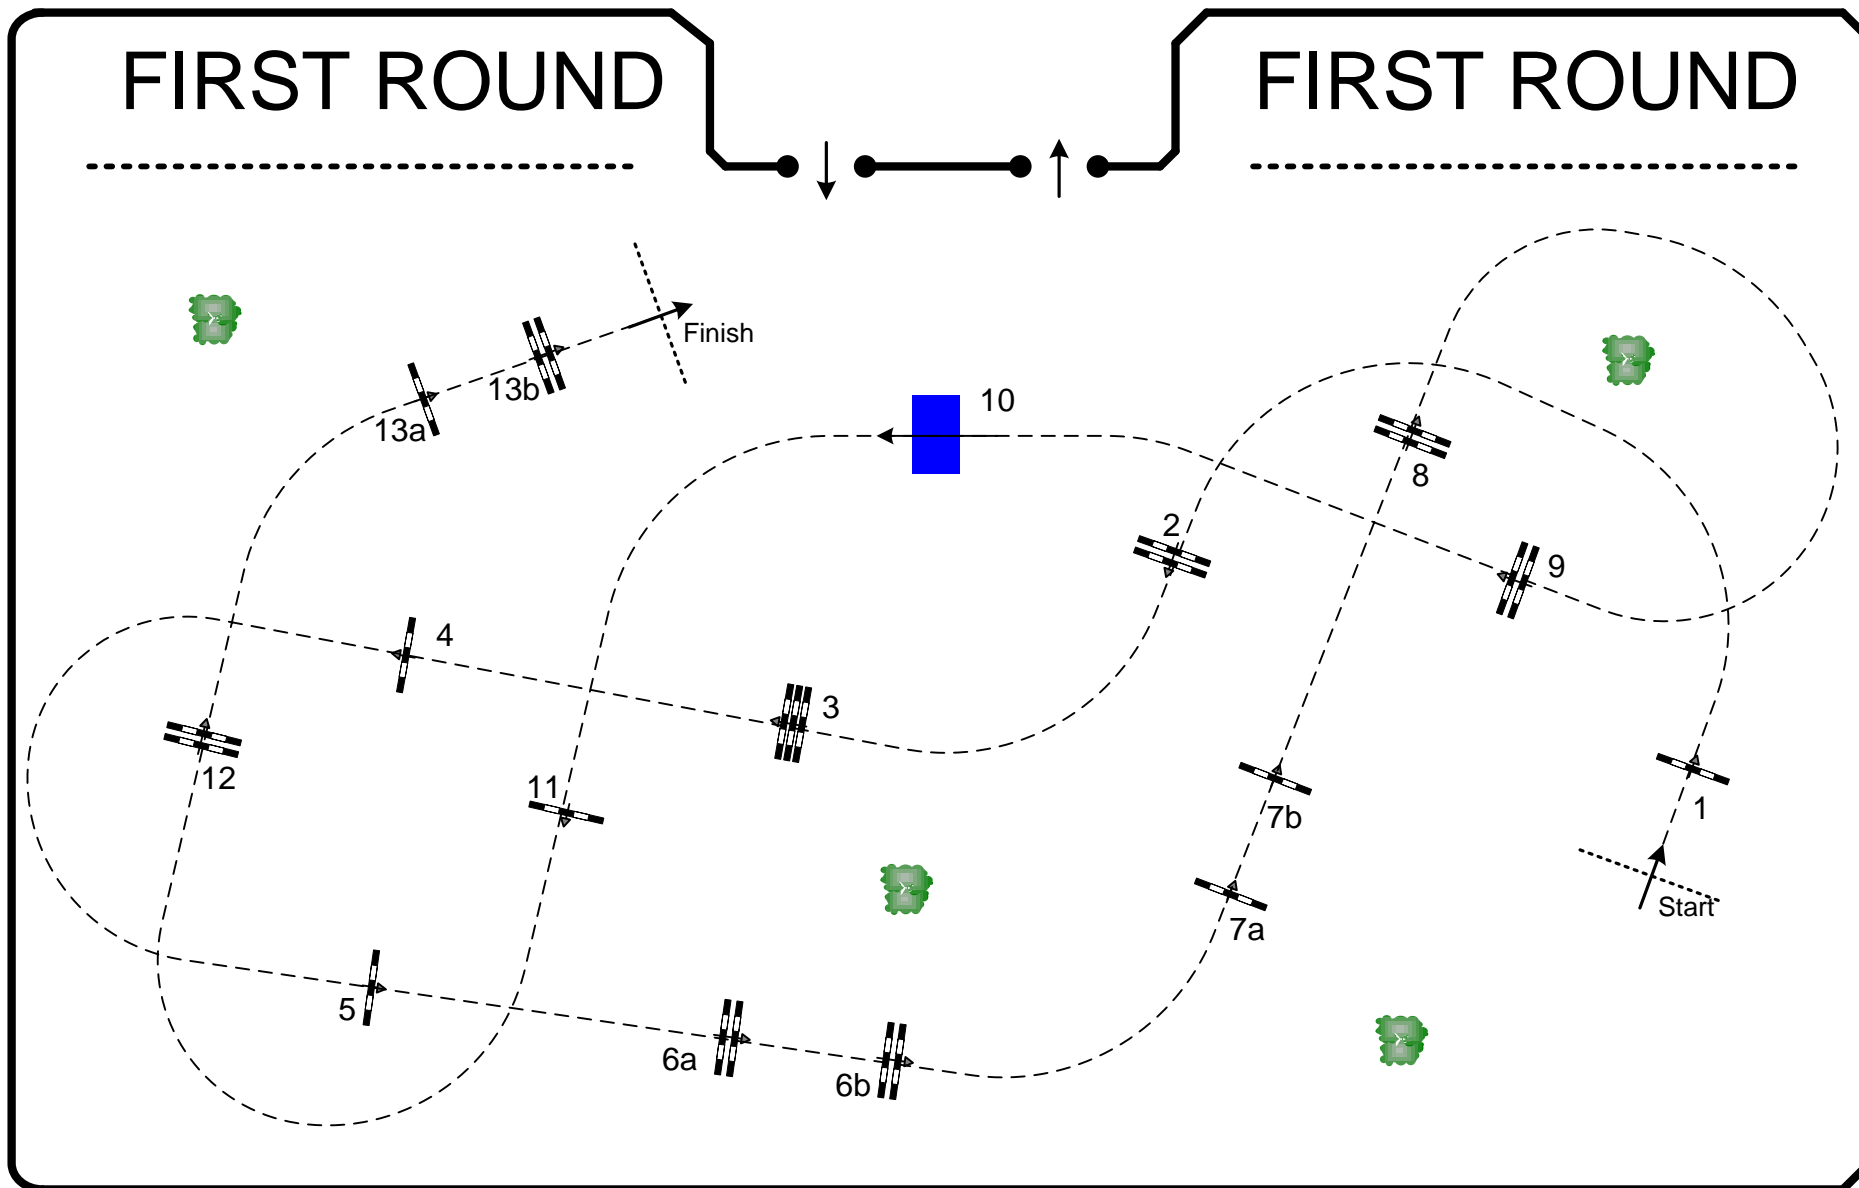 FIRST ROUND
FIRST ROUND
Finish
13b
13a
10
8
2
9
4
3
12
11
7b
1
7a
Start
5
6a
6b